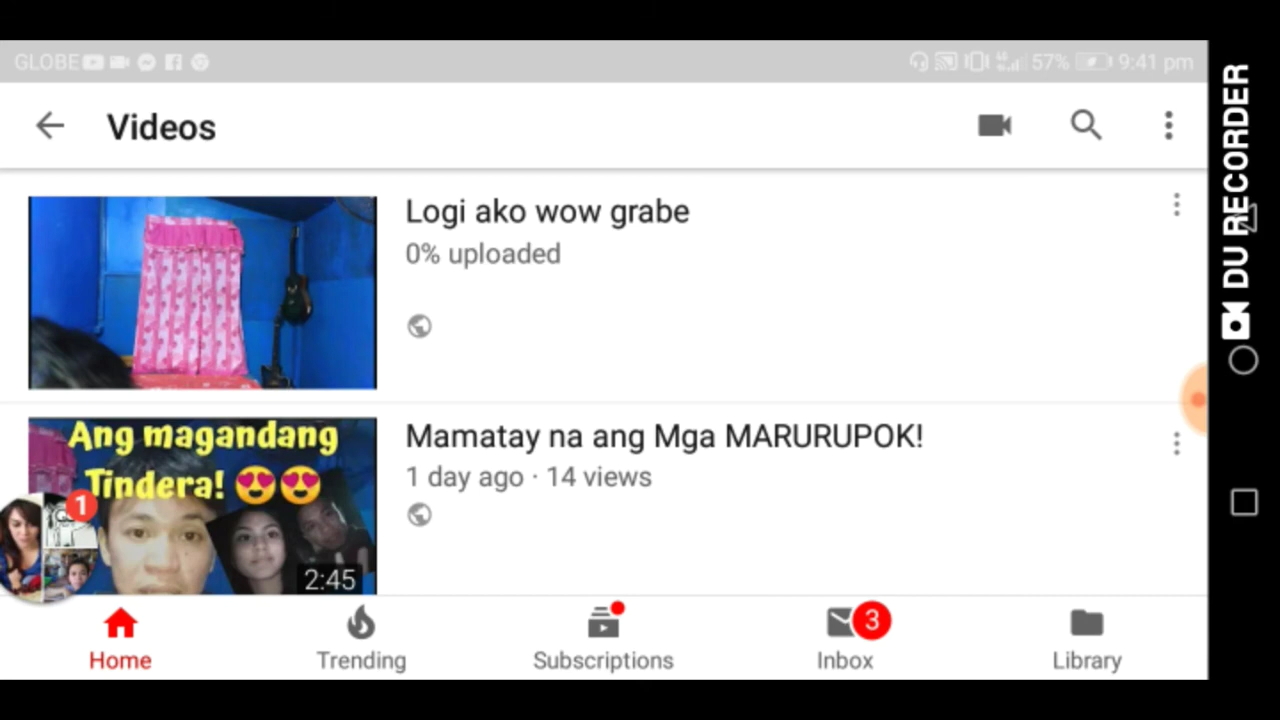 GLOBE 57% 9:41 pm
Videos
Logi ako wow grabe
0% uploaded
Ang magandang
Tindera! 😍😍
2:45
Mamatay na ang Mga MARURUPOK!
1 day ago · 14 views
1
Home
Trending
Subscriptions
3
Inbox
Library
DU RECORDER